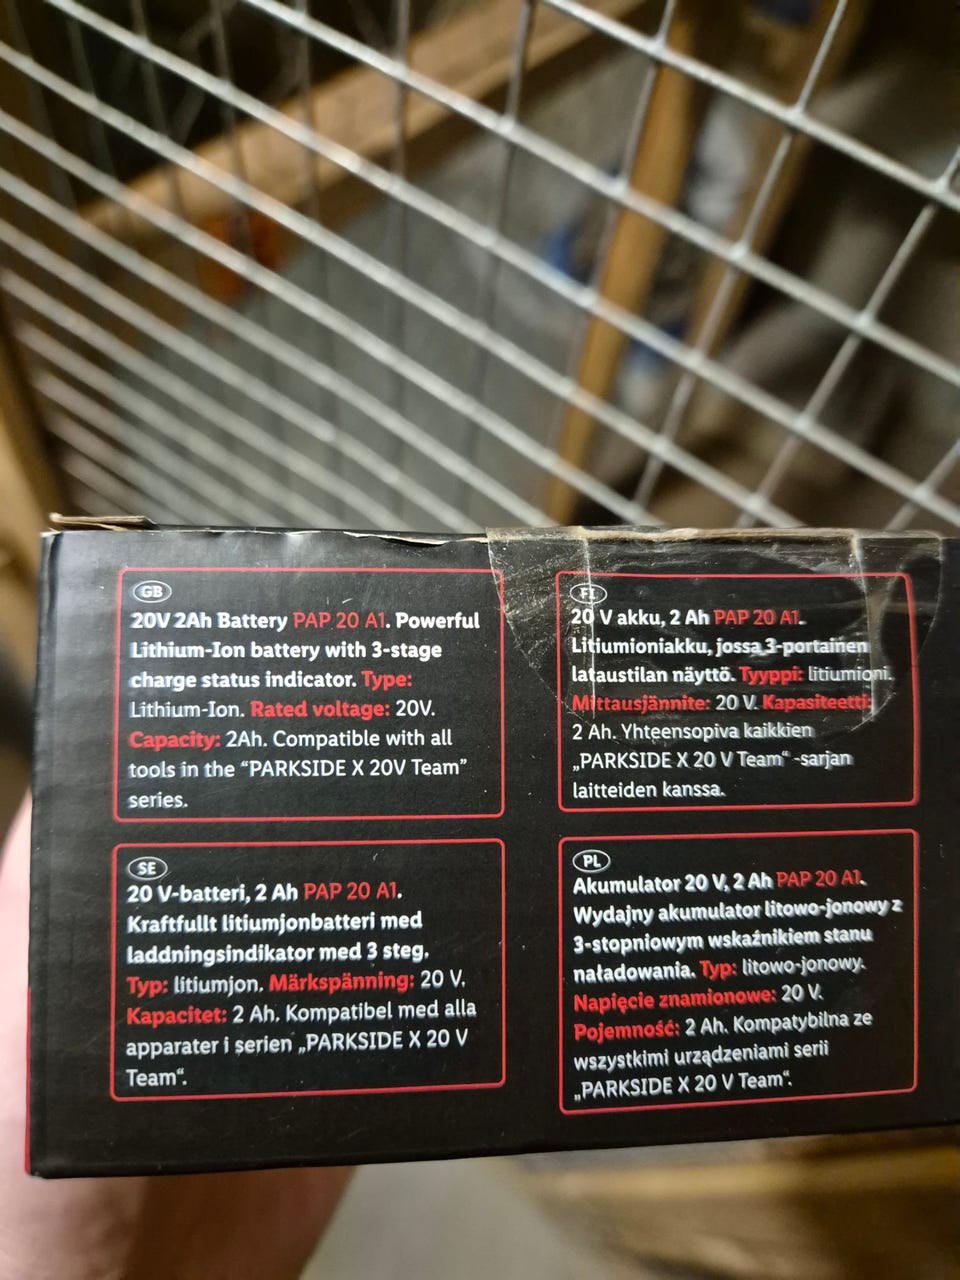 GB
20V 2Ah Battery PAP 20 A1. Powerful
Lithium-Ion battery with 3-stage
charge status indicator. Type:
Lithium-Ion. Rated voltage: 20V.
Capacity: 2Ah. Compatible with all
tools in the “PARKSIDE X 20V Team”
series.
FI
20 V akku, 2 Ah PAP 20 A1.
Litiumioniakku, jossa 3-portainen
lataustilan näyttö. Tyyppi: litiumioni.
Mittausjännite: 20 V. Kapasiteetti:
2 Ah. Yhteensopiva kaikkien
„PARKSIDE X 20 V Team“ -sarjan
laitteiden kanssa.
SE
20 V-batteri, 2 Ah PAP 20 A1.
Kraftfullt litiumjonbatteri med
laddningsindikator med 3 steg.
Typ: litiumjon. Märkspänning: 20 V.
Kapacitet: 2 Ah. Kompatibel med alla
apparater i serien „PARKSIDE X 20 V
Team“.
PL
Akumulator 20 V, 2 Ah PAP 20 A1.
Wydajny akumulator litowo-jonowy z
3-stopniowym wskaźnikiem stanu
naładowania. Typ: litowo-jonowy.
Napięcie znamionowe: 20 V.
Pojemność: 2 Ah. Kompatybilna ze
wszystkimi urządzeniami serii
„PARKSIDE X 20 V Team“.